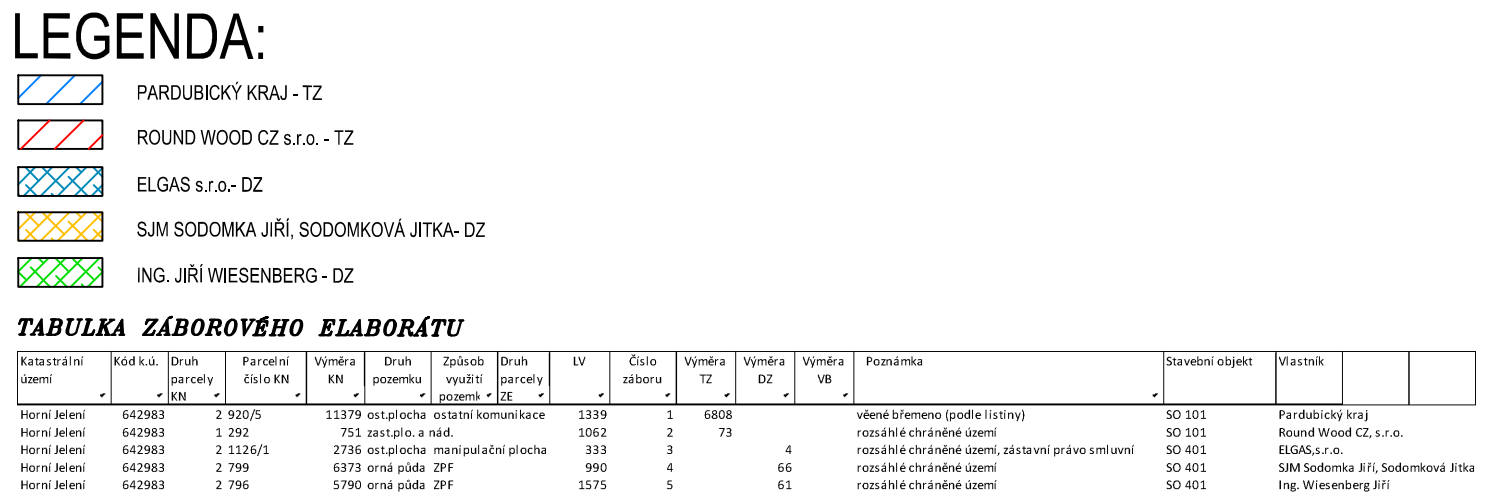 LEGENDA:
PARDUBICKÝ KRAJ - TZ
ROUND WOOD CZ s.r.o. - TZ
ELGAS s.r.o.- DZ
SJM SODOMKA JIŘÍ, SODOMKOVÁ JITKA- DZ
ING. JIŘÍ WIESENBERG - DZ
TABULKA ZÁBOROVÉHO ELABORÁTU
Katastrální Kód k.ú. Druh Parcelní Výměra Druh Způsob Druh LV Číslo Výměra Výměra Výměra Poznámka Stavební objekt Vlastník
území parcely číslo KN KN pozemku využití parcely záboru TZ DZ VB
KN pozemk ZE
Horní Jelení 642983 2 920/5 11379 ost.plocha ostatní komunikace 1339 1 6808 věené břemeno (podle listiny) SO 101 Pardubický kraj
Horní Jelení 642983 1 292 751 zast.plo. a nád. 1062 2 73 rozsáhlé chráněné území SO 101 Round Wood CZ, s.r.o.
Horní Jelení 642983 2 1126/1 2736 ost.plocha manipulační plocha 333 3 4 rozsáhlé chráněné území, zástavní právo smluvní SO 401 ELGAS,s.r.o.
Horní Jelení 642983 2 799 6373 orná půda ZPF 990 4 66 rozsáhlé chráněné území SO 401 SJM Sodomka Jiří, Sodomková Jitka
Horní Jelení 642983 2 796 5790 orná půda ZPF 1575 5 61 rozsáhlé chráněné území SO 401 Ing. Wiesenberg Jiří